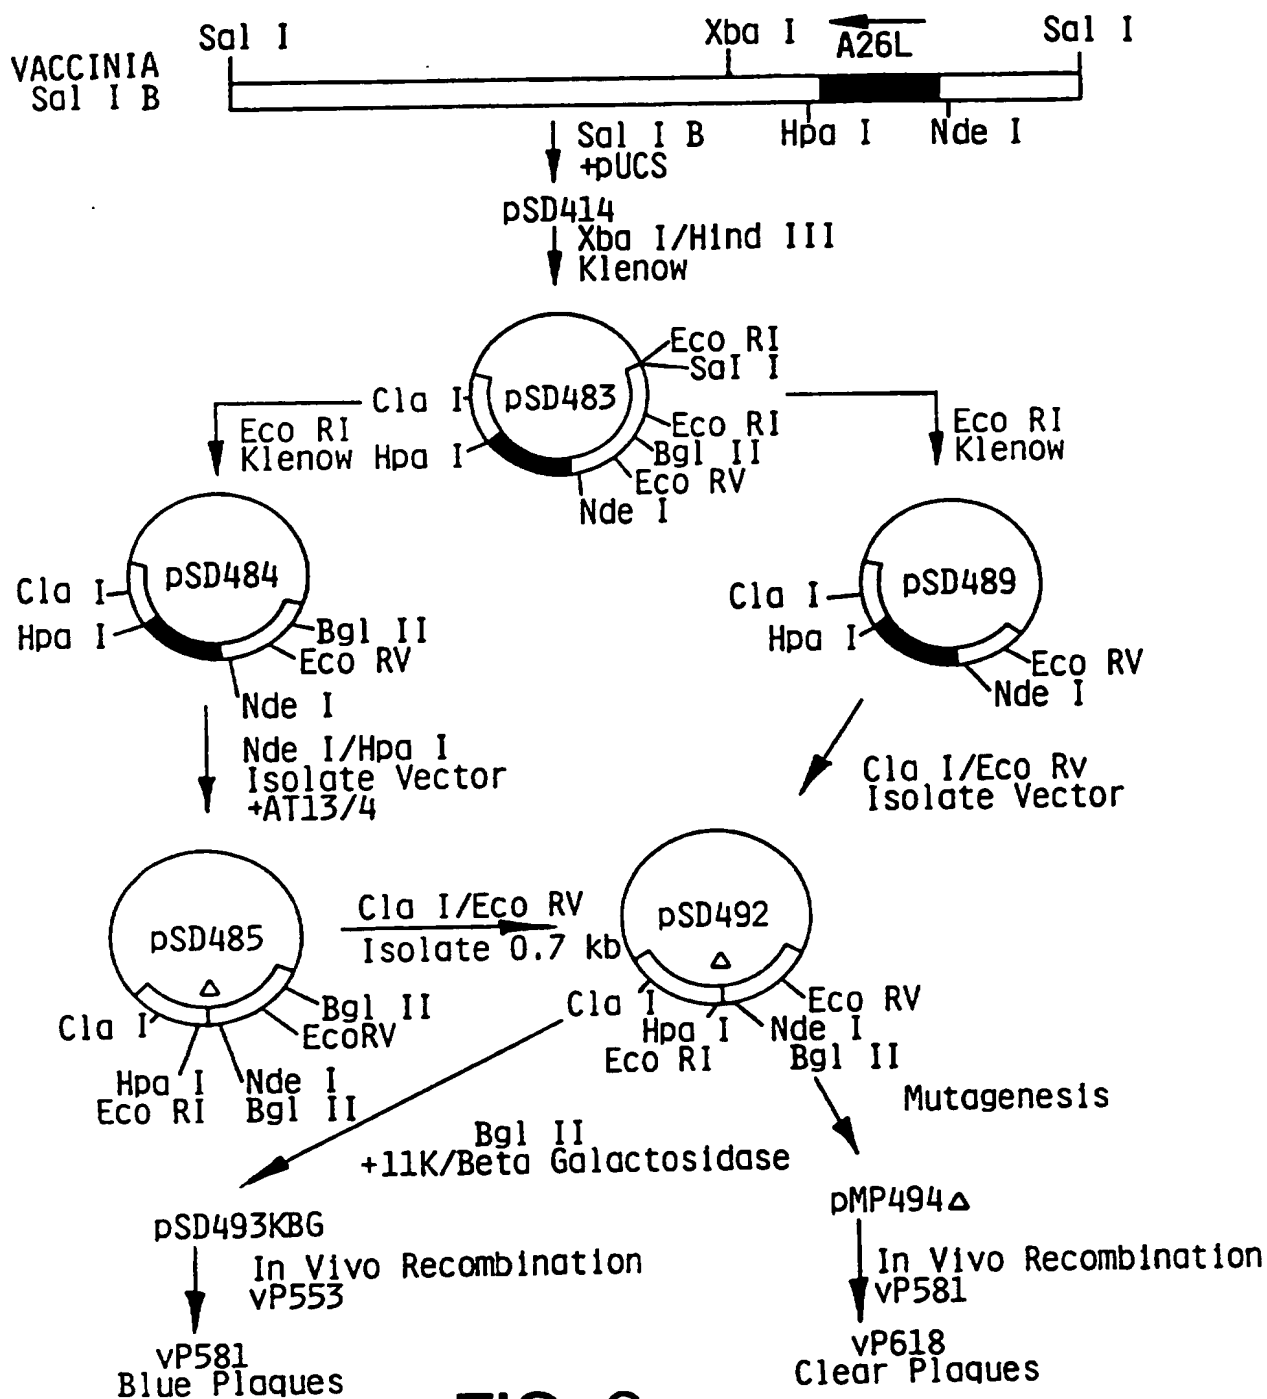 Sal I
Xba I
A26L
Sal I
VACCINIA
Sal I B
Hpa I
Nde I
Sal I B
+pUCS
pSD414
Xba I/Hind III
Klenow
Eco RI
SaI I
Cla I
pSD483
Eco RI
Klenow
Hpa I
Eco RI
Bgl II
Eco RV
Nde I
Eco RI
Klenow
pSD484
Cla I
Hpa I
Bgl II
Eco RV
Nde I
pSD489
Cla I
Hpa I
Eco RV
Nde I
Nde I/Hpa I
Isolate Vector
+AT13/4
Cla I/Eco Rv
Isolate Vector
pSD485
Δ
Cla I/Eco RV
Isolate 0.7 kb
pSD492
Δ
Cla I
Bgl II
EcoRV
Hpa I
Nde I
Eco RI
Bgl II
Cla I
Eco RV
Hpa I
Nde I
Eco RI
Bgl II
Mutagenesis
Bgl II
+11K/Beta Galactosidase
pSD493KBG
pMP494Δ
In Vivo Recombination
vP553
In Vivo Recombination
vP581
vP581
Blue Plaques
vP618
Clear Plaques